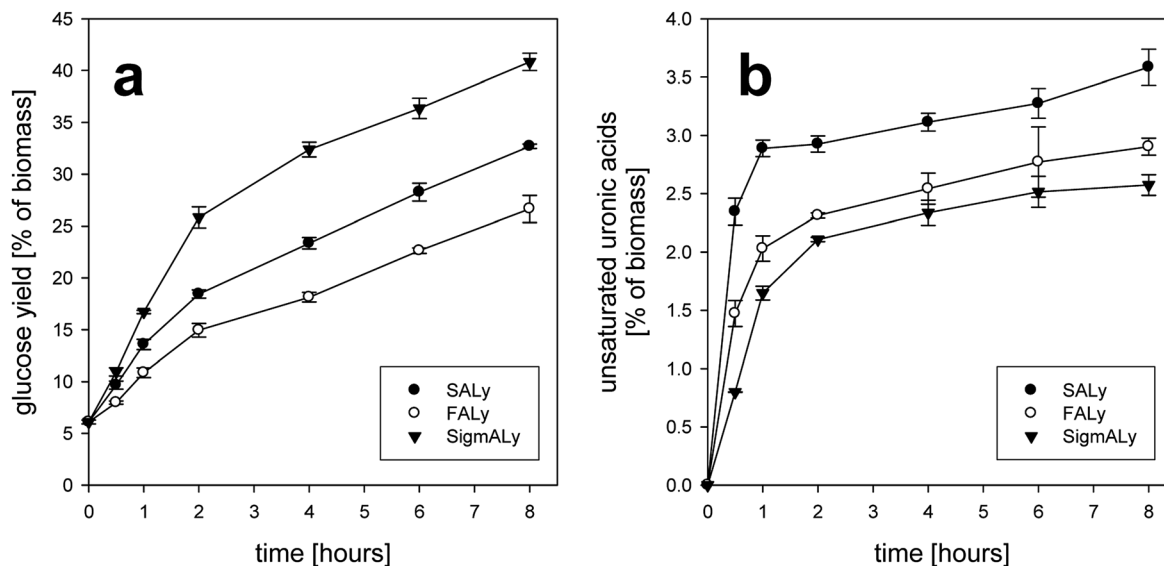 a
45
40
35
30
25
20
15
10
5
0
glucose yield [% of biomass]
0 1 2 3 4 5 6 7 8
time [hours]
SALy
FALy
SigmALy
b
4.0
3.5
3.0
2.5
2.0
1.5
1.0
0.5
0.0
unsaturated uronic acids
[% of biomass]
0 1 2 3 4 5 6 7 8
time [hours]
SALy
FALy
SigmALy